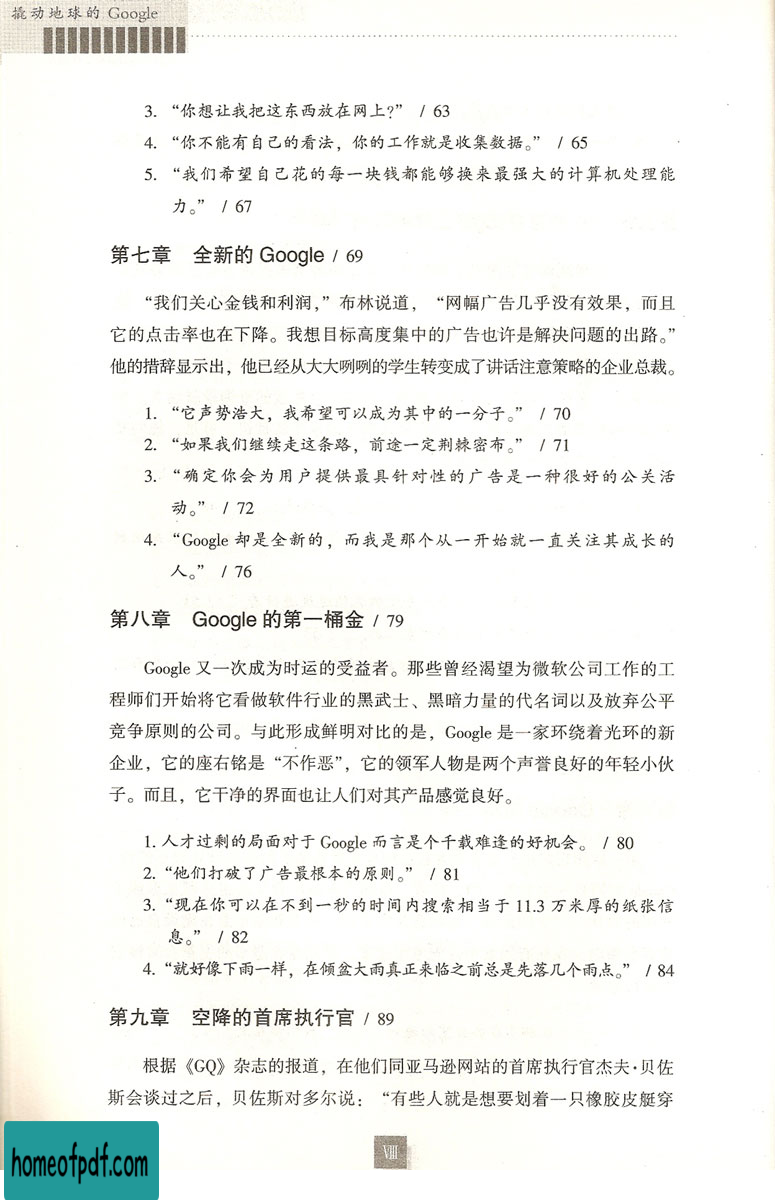 撬动地球的 Google
3. “你想让我把这东西放在网上?” / 63
4. “你不能有自己的看法，你的工作就是收集数据。” / 65
5. “我们希望自己花的每一块钱都能够换来最强大的计算机处理能
力。” / 67
第七章 全新的 Google / 69
“我们关心金钱和利润，”布林说道，“网幅广告几乎没有效果，而且
它的点击率也在下降。我想目标高度集中的广告也许是解决问题的出路。”
他的措辞显示出，他已经从大大咧咧的学生转变成了讲话注意策略的企业总裁。
1. “它声势浩大，我希望可以成为其中的一分子。” / 70
2. “如果我们继续走这条路，前途一定荆棘密布。” / 71
3. “确定你会为用户提供最具针对性的广告是一种很好的公关活
动。” / 72
4. “Google 却是全新的，而我是那个从一开始就一直关注其成长的
人。” / 76
第八章 Google 的第一桶金 / 79
Google 又一次成为时运的受益者。那些曾经渴望为微软公司工作的工
程师们开始将它看做软件行业的黑武士、黑暗力量的代名词以及放弃公平
竞争原则的公司。与此形成鲜明对比的是，Google 是一家环绕着光环的新
企业，它的座右铭是“不作恶”，它的领军人物是两个声誉良好的年轻小伙
子。而且，它干净的界面也让人们对其产品感觉良好。
1. 人才过剩的局面对于 Google 而言是个千载难逢的好机会。 / 80
2. “他们打破了广告最根本的原则。” / 81
3. “现在你可以在不到一秒的时间内搜索相当于 11.3 万米厚的纸张信
息。” / 82
4. “就好像下雨一样，在倾盆大雨真正来临之前总是先落几个雨点。” / 84
第九章 空降的首席执行官 / 89
根据《GQ》杂志的报道，在他们同亚马逊网站的首席执行官杰夫·贝佐
斯会谈过之后，贝佐斯对多尔说：“有些人就是想要划着一只橡胶皮艇穿
VIII
homeofpdf.com